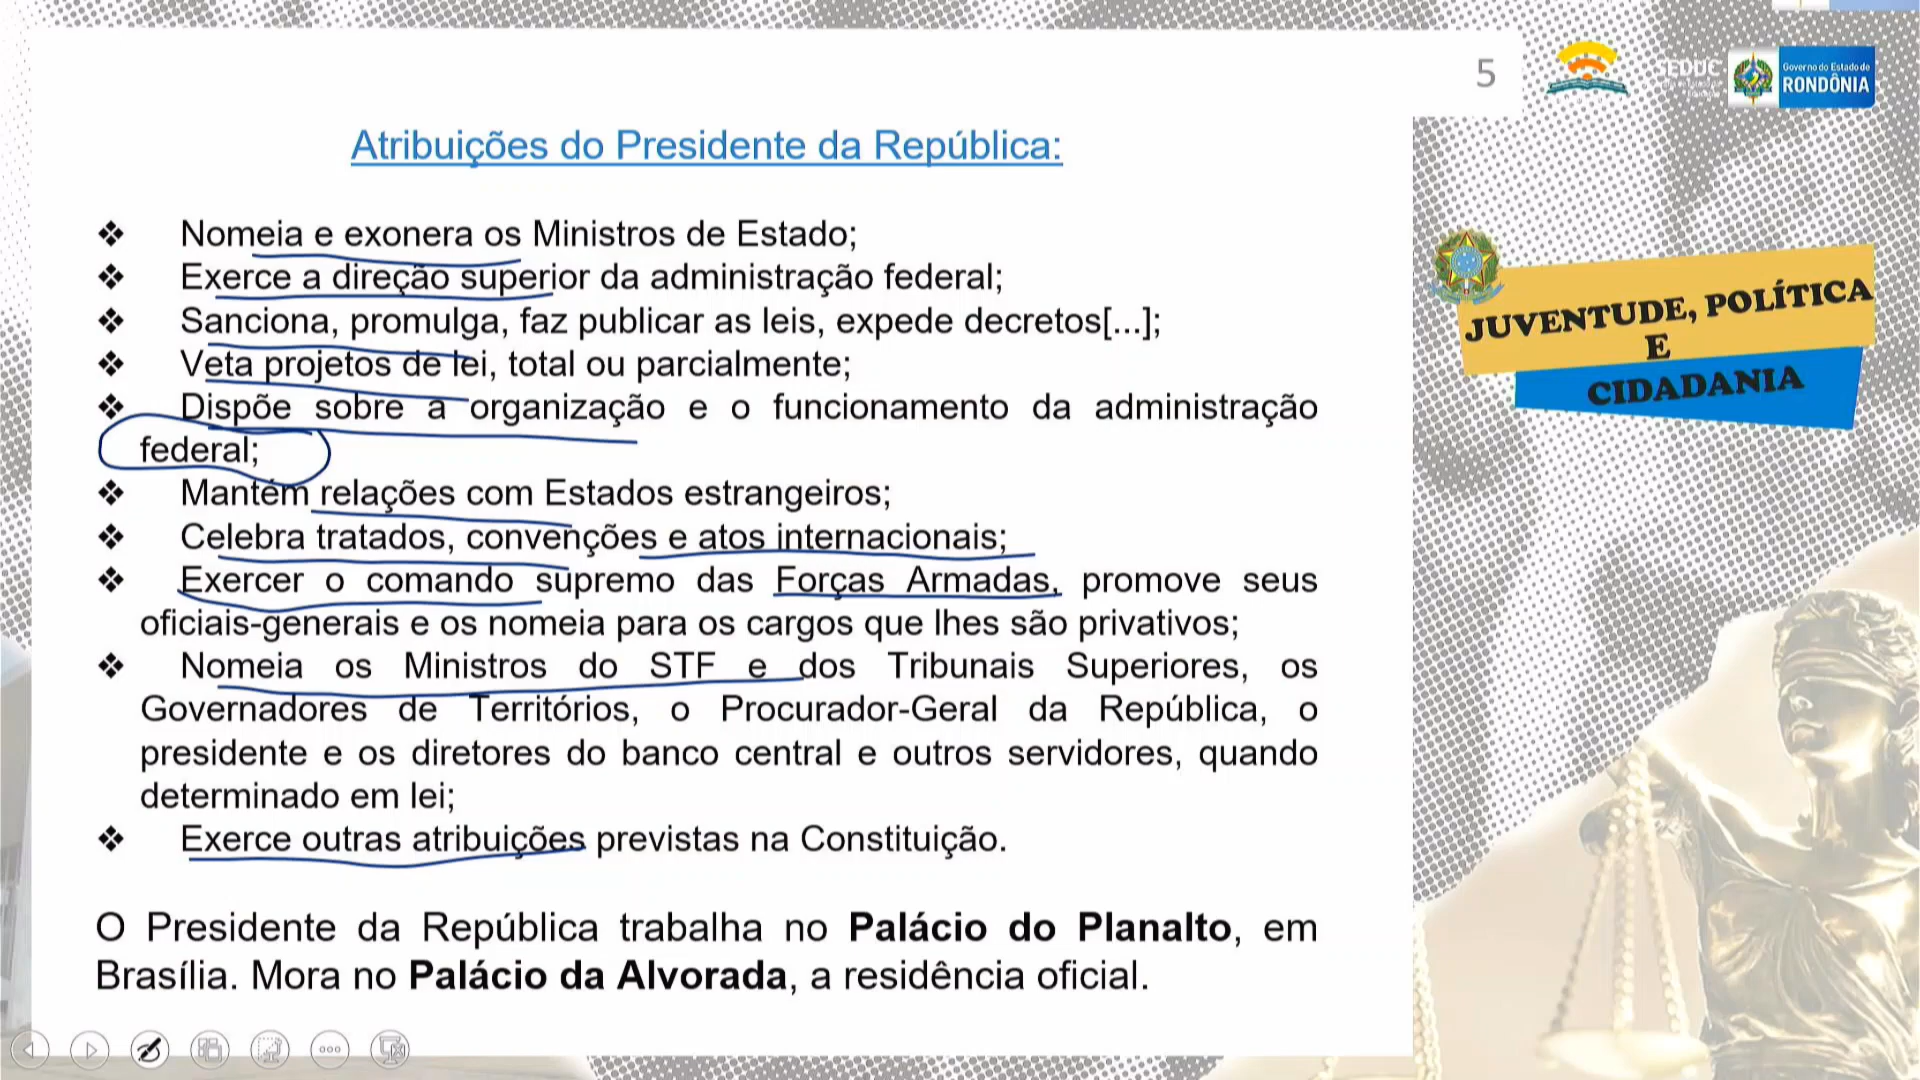 5
SEDUC
Governo do Estado de
RONDÔNIA
Atribuições do Presidente da República:
❖ Nomeia e exonera os Ministros de Estado;
❖ Exerce a direção superior da administração federal;
❖ Sanciona, promulga, faz publicar as leis, expede decretos[...];
❖ Veta projetos de lei, total ou parcialmente;
❖ Dispõe sobre a organização e o funcionamento da administração
federal;
❖ Mantém relações com Estados estrangeiros;
❖ Celebra tratados, convenções e atos internacionais;
❖ Exercer o comando supremo das Forças Armadas, promove seus
oficiais-generais e os nomeia para os cargos que lhes são privativos;
❖ Nomeia os Ministros do STF e dos Tribunais Superiores, os
Governadores de Territórios, o Procurador-Geral da República, o
presidente e os diretores do banco central e outros servidores, quando
determinado em lei;
❖ Exerce outras atribuições previstas na Constituição.
O Presidente da República trabalha no Palácio do Planalto, em
Brasília. Mora no Palácio da Alvorada, a residência oficial.
JUVENTUDE, POLÍTICA
E
CIDADANIA